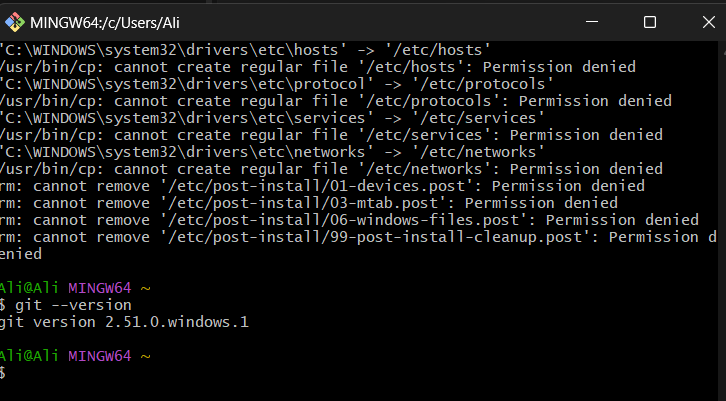 MINGW64:/c/Users/Ali
'C:\WINDOWS\system32\drivers\etc\hosts' -> '/etc/hosts'
/usr/bin/cp: cannot create regular file '/etc/hosts': Permission denied
'C:\WINDOWS\system32\drivers\etc\protocol' -> '/etc/protocols'
/usr/bin/cp: cannot create regular file '/etc/protocols': Permission denied
'C:\WINDOWS\system32\drivers\etc\services' -> '/etc/services'
/usr/bin/cp: cannot create regular file '/etc/services': Permission denied
'C:\WINDOWS\system32\drivers\etc\networks' -> '/etc/networks'
/usr/bin/cp: cannot create regular file '/etc/networks': Permission denied
rm: cannot remove '/etc/post-install/01-devices.post': Permission denied
rm: cannot remove '/etc/post-install/03-mtab.post': Permission denied
rm: cannot remove '/etc/post-install/06-windows-files.post': Permission denied
rm: cannot remove '/etc/post-install/99-post-install-cleanup.post': Permission d
enied
Ali@Ali MINGW64 ~
$ git --version
git version 2.51.0.windows.1
Ali@Ali MINGW64 ~
$